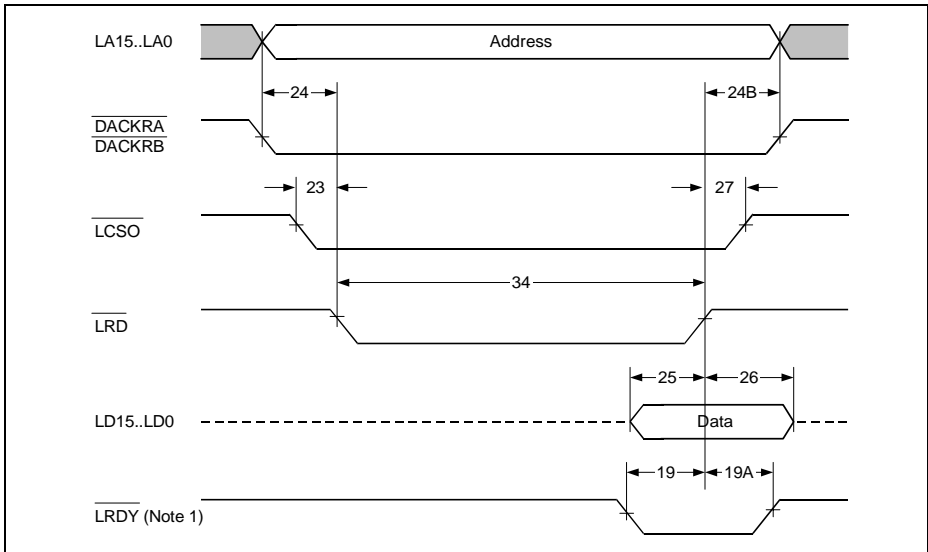 LA15..LA0
Address
24
24B
DACKRA
DACKRB
23
27
LCSO
34
LRD
25
26
LD15..LD0
Data
19
19A
LRDY (Note 1)